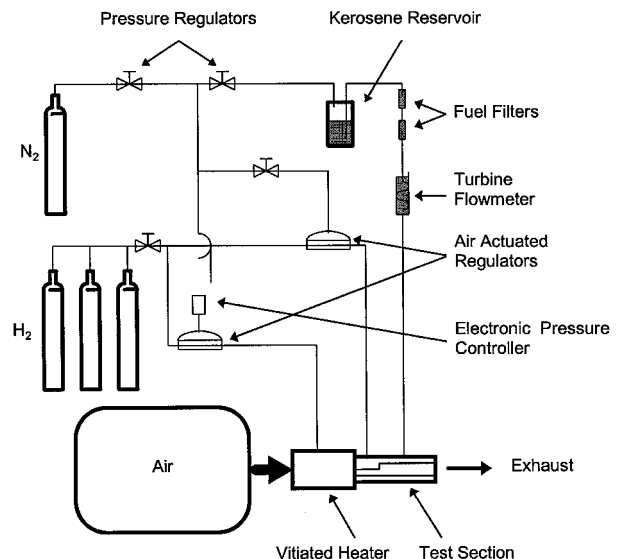 Pressure Regulators
Kerosene Reservoir
N2
Fuel Filters
Turbine
Flowmeter
Air Actuated
Regulators
H2
Electronic Pressure
Controller
Air
Exhaust
Vitiated Heater
Test Section